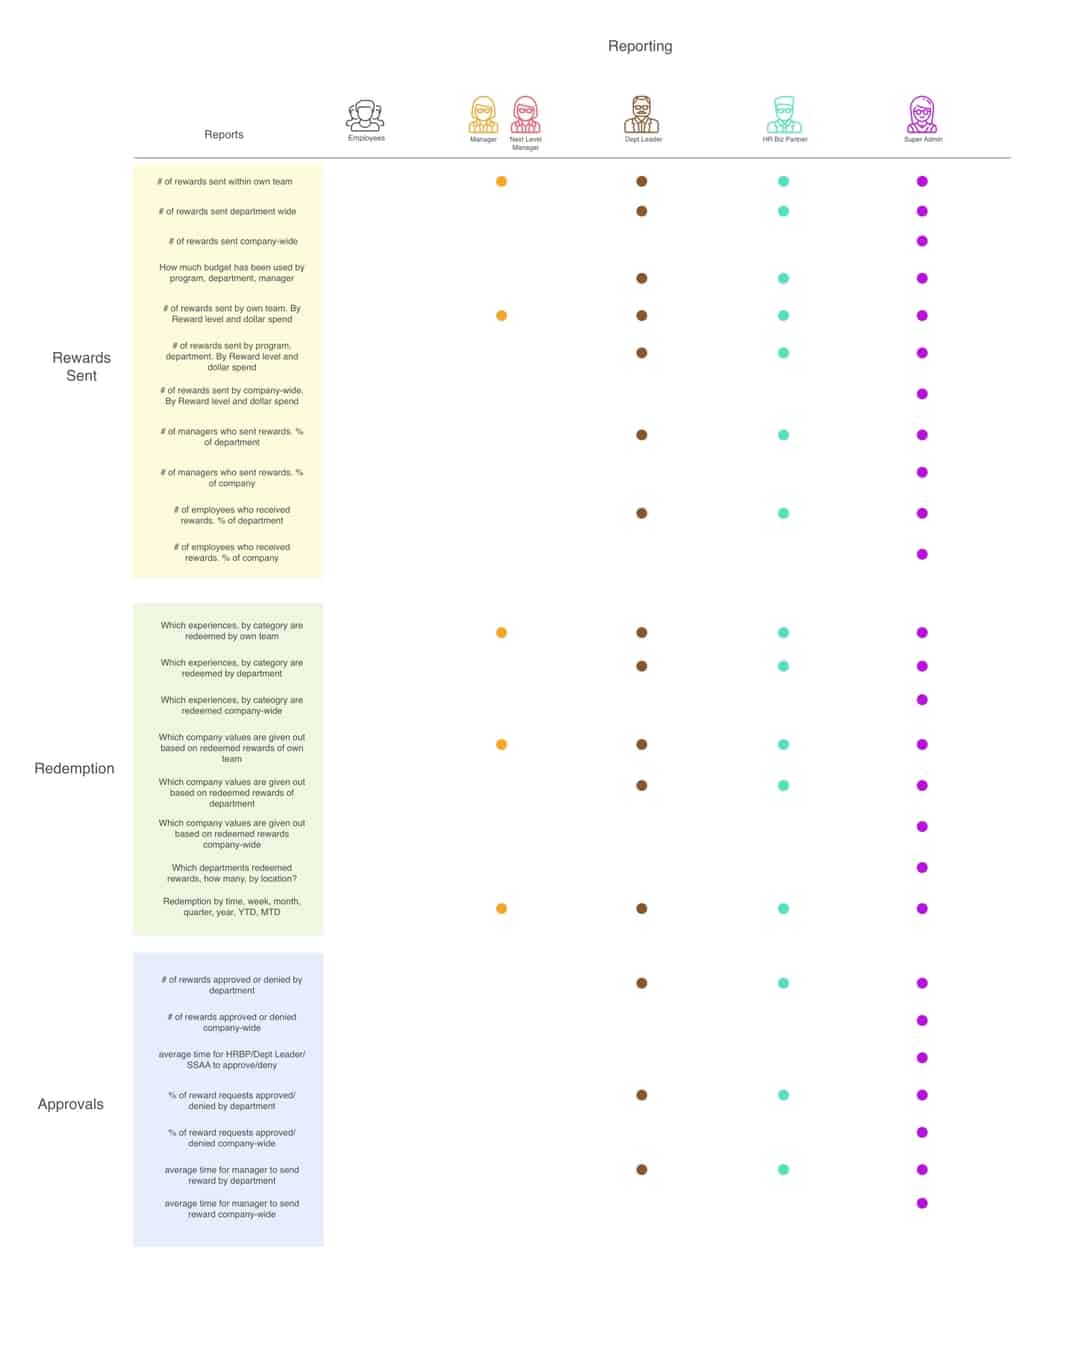 Reporting
Reports
Employees
Manager
Next Level
Manager
Dept Leader
HR Biz Partner
Super Admin
Rewards
Sent
# of rewards sent within own team
# of rewards sent department wide
# of rewards sent company-wide
How much budget has been used by
program, department, manager
# of rewards sent by own team. By
Reward level and dollar spend
# of rewards sent by program,
department. By Reward level and
dollar spend
# of rewards sent by company-wide.
By Reward level and dollar spend
# of managers who sent rewards. %
of department
# of managers who sent rewards. %
of company
# of employees who received
rewards. % of department
# of employees who received
rewards. % of company
Redemption
Which experiences, by category are
redeemed by own team
Which experiences, by category are
redeemed by department
Which experiences, by cateogry are
redeemed company-wide
Which company values are given out
based on redeemed rewards of own
team
Which company values are given out
based on redeemed rewards of
department
Which company values are given out
based on redeemed rewards
company-wide
Which departments redeemed
rewards, how many, by location?
Redemption by time, week, month,
quarter, year, YTD, MTD
Approvals
# of rewards approved or denied by
department
# of rewards approved or denied
company-wide
average time for HRBP/Dept Leader/
SSAA to approve/deny
% of reward requests approved/
denied by department
% of reward requests approved/
denied company-wide
average time for manager to send
reward by department
average time for manager to send
reward company-wide